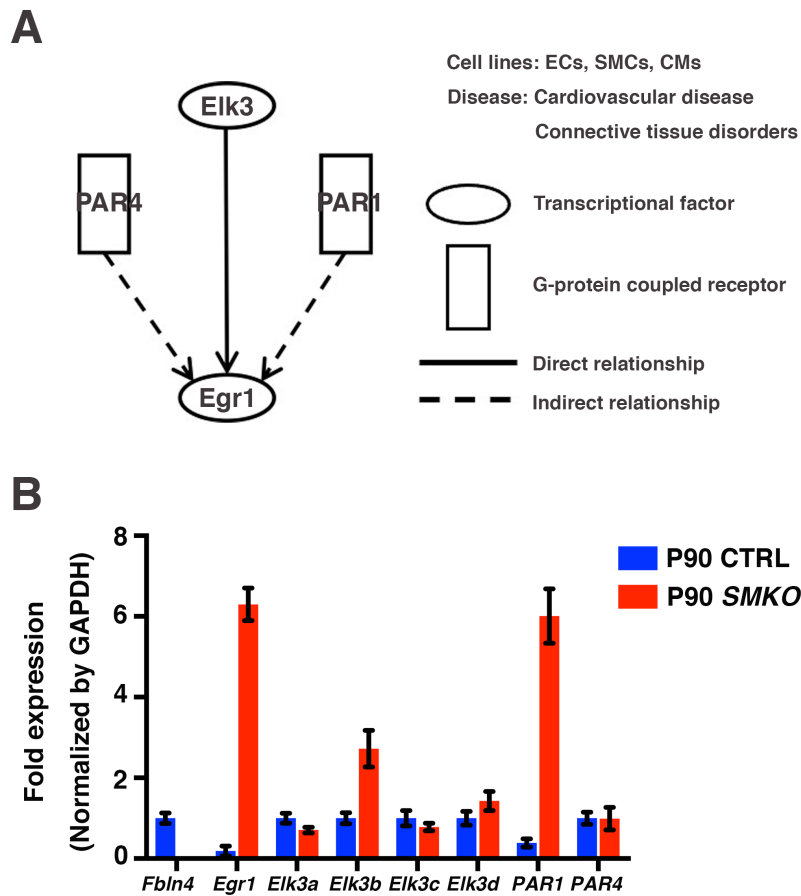 A
Elk3
PAR4
PAR1
Egr1
Cell lines: ECs, SMCs, CMs
Disease: Cardiovascular disease
Connective tissue disorders
Transcriptional factor
G-protein coupled receptor
Direct relationship
Indirect relationship
B
Fold expression
(Normalized by GAPDH)
8
6
4
2
0
Fbln4 Egr1 Elk3a Elk3b Elk3c Elk3d PAR1 PAR4
P90 CTRL
P90 SMKO